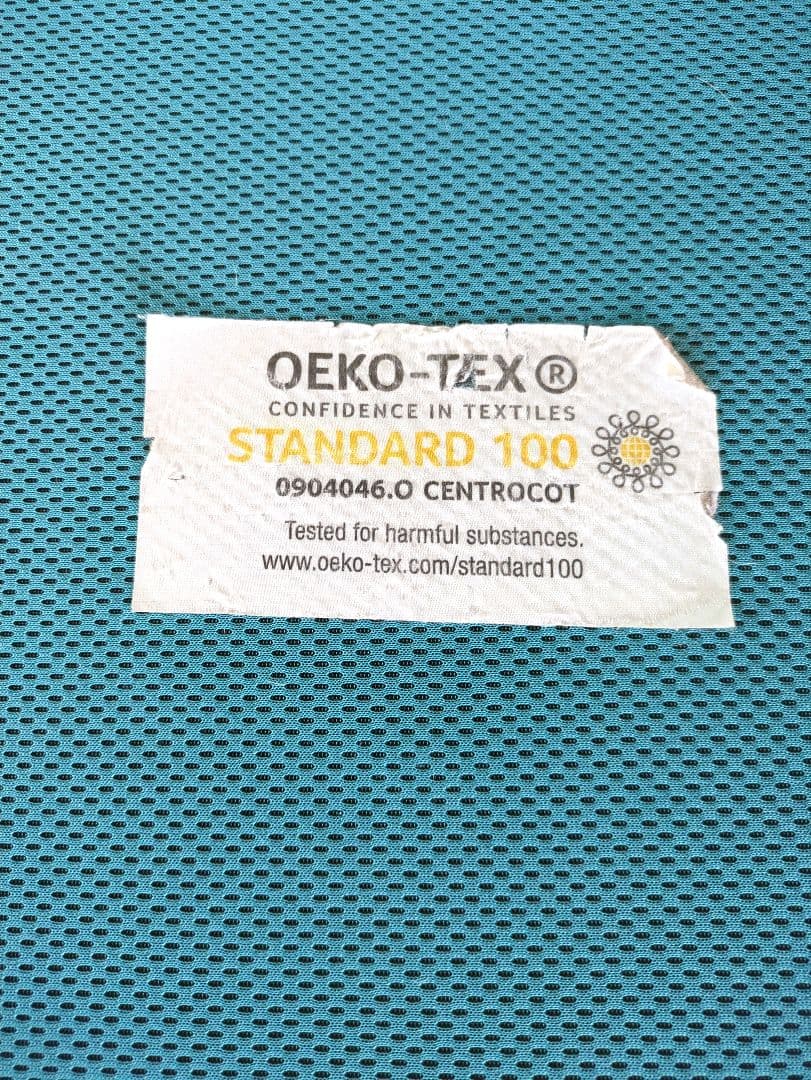 OEKO-TEX®
CONFIDENCE IN TEXTILES
STANDARD 100
0904046.O CENTROCOT
Tested for harmful substances.
www.oeko-tex.com/standard100